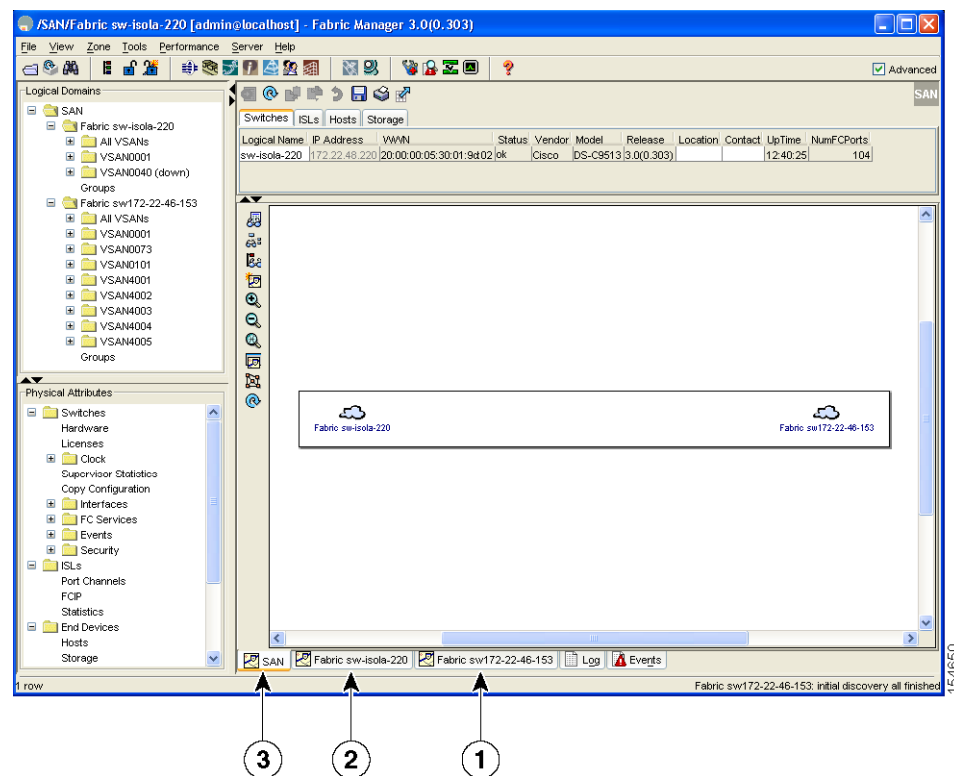 /SAN/Fabric sw-isola-220 [admin@localhost] - Fabric Manager 3.0(0.303)
File View Zone Tools Performance Server Help
Advanced
Logical Domains
SAN
Fabric sw-isola-220
All VSANs
VSAN0001
VSAN0040 (down)
Groups
Fabric sw172-22-46-153
All VSANs
VSAN0001
VSAN0073
VSAN0101
VSAN4001
VSAN4002
VSAN4003
VSAN4004
VSAN4005
Groups
Physical Attributes
Switches
Hardware
Licenses
Clock
Supervisor Statistics
Copy Configuration
Interfaces
FC Services
Events
Security
ISLs
Port Channels
FCIP
Statistics
End Devices
Hosts
Storage
SAN
Switches ISLs Hosts Storage
Logical Name IP Address WWN Status Vendor Model Release Location Contact UpTime NumFCPorts
sw-isola-220 172.22.48.220 20:00:00:05:30:01:9d:02 ok Cisco DS-C9513 3.0(0.303) 12:40:25 104
Fabric sw-isola-220
Fabric sw172-22-46-153
SAN Fabric sw-isola-220 Fabric sw172-22-46-153 Log Events
1 row
Fabric sw172-22-46-153: initial discovery all finished
154650
3 2 1